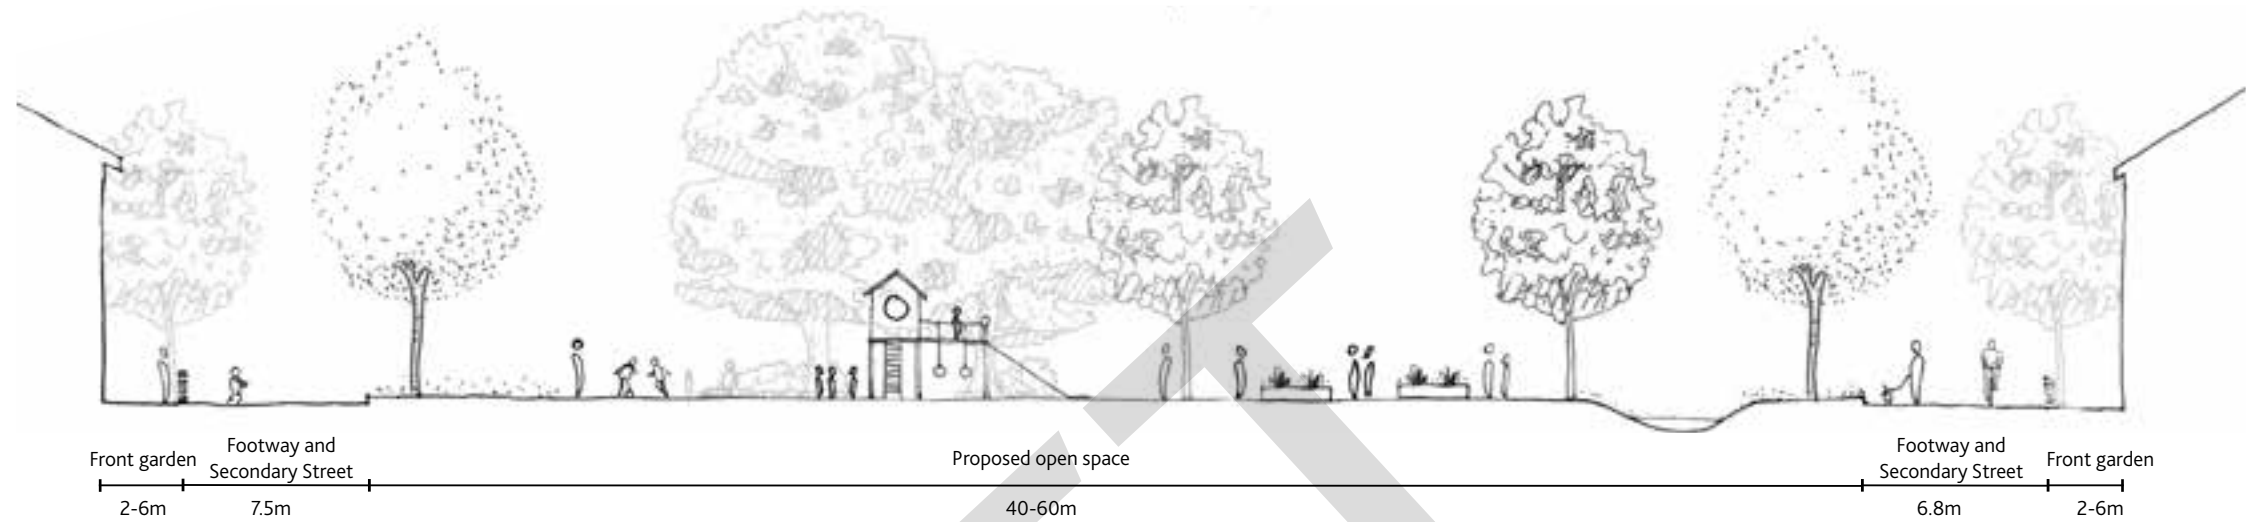 Front garden
Footway and
Secondary Street
Proposed open space
Footway and
Secondary Street
Front garden
2-6m
7.5m
40-60m
6.8m
2-6m